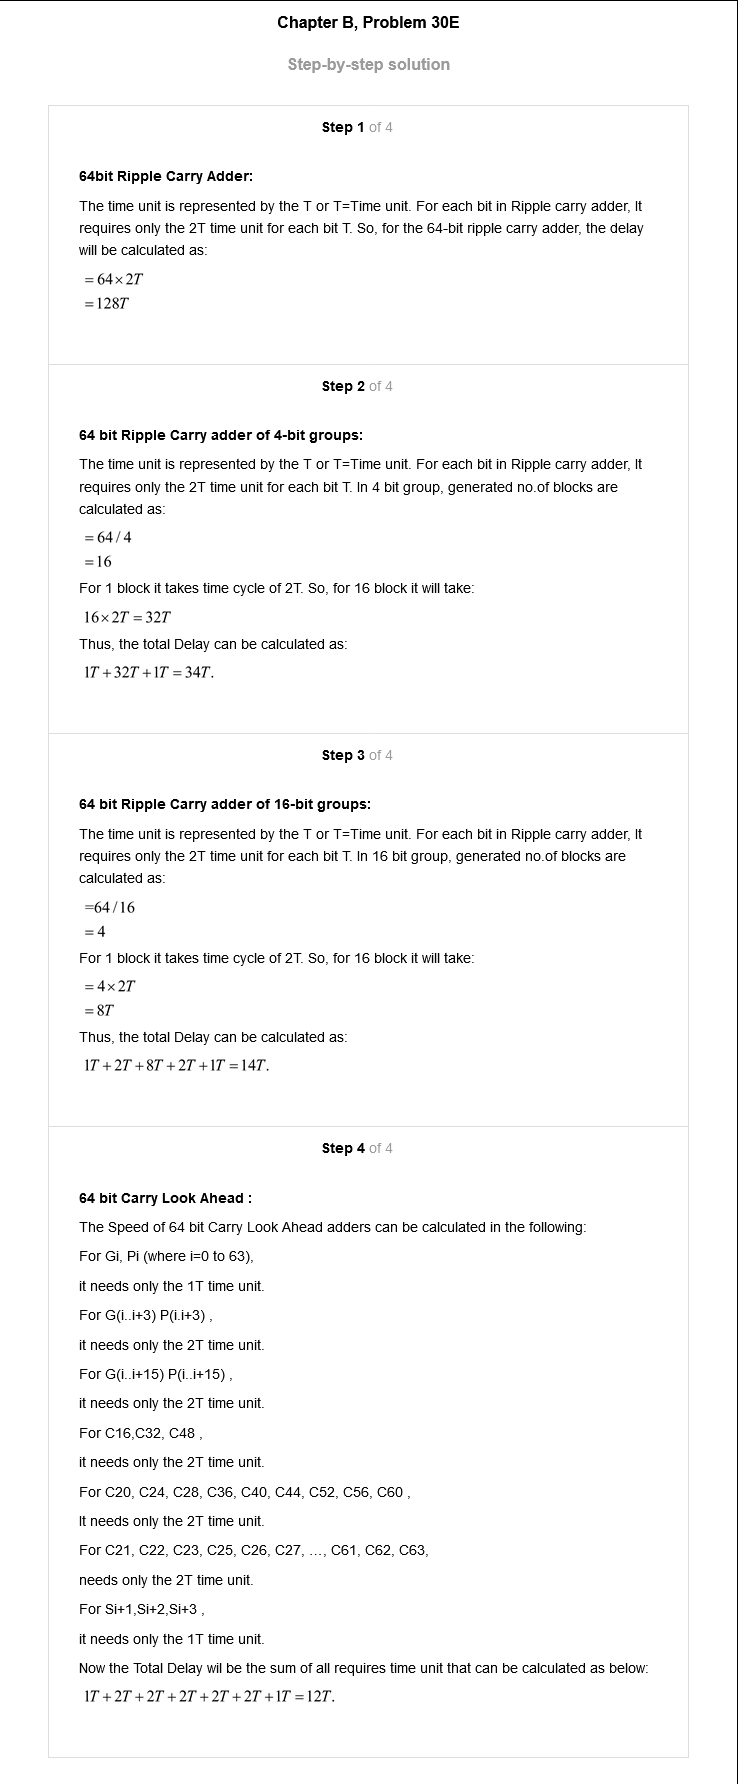 Chapter B, Problem 30E
Step-by-step solution
Step 1 of 4
64bit Ripple Carry Adder:
The time unit is represented by the T or T=Time unit. For each bit in Ripple carry adder, It
requires only the 2T time unit for each bit T. So, for the 64-bit ripple carry adder, the delay
will be calculated as:
= 64×2T
=128T
Step 2 of 4
64 bit Ripple Carry adder of 4-bit groups:
The time unit is represented by the T or T=Time unit. For each bit in Ripple carry adder, It
requires only the 2T time unit for each bit T. In 4 bit group, generated no.of blocks are
calculated as:
= 64/4
=16
For 1 block it takes time cycle of 2T. So, for 16 block it will take:
16×2T = 32T
Thus, the total Delay can be calculated as:
1T+32T+1T = 34T.
Step 3 of 4
64 bit Ripple Carry adder of 16-bit groups:
The time unit is represented by the T or T=Time unit. For each bit in Ripple carry adder, It
requires only the 2T time unit for each bit T. In 16 bit group, generated no.of blocks are
calculated as:
=64/16
= 4
For 1 block it takes time cycle of 2T. So, for 16 block it will take:
= 4×2T
= 8T
Thus, the total Delay can be calculated as:
1T+2T+8T+2T+1T =14T.
Step 4 of 4
64 bit Carry Look Ahead :
The Speed of 64 bit Carry Look Ahead adders can be calculated in the following:
For Gi, Pi (where i=0 to 63),
it needs only the 1T time unit.
For G(i..i+3) P(i.i+3) ,
it needs only the 2T time unit.
For G(i..i+15) P(i..i+15) ,
it needs only the 2T time unit.
For C16,C32, C48 ,
it needs only the 2T time unit.
For C20, C24, C28, C36, C40, C44, C52, C56, C60 ,
It needs only the 2T time unit.
For C21, C22, C23, C25, C26, C27, …, C61, C62, C63,
needs only the 2T time unit.
For Si+1,Si+2,Si+3 ,
it needs only the 1T time unit.
Now the Total Delay wil be the sum of all requires time unit that can be calculated as below:
1T+2T+2T+2T+2T+2T+1T =12T.